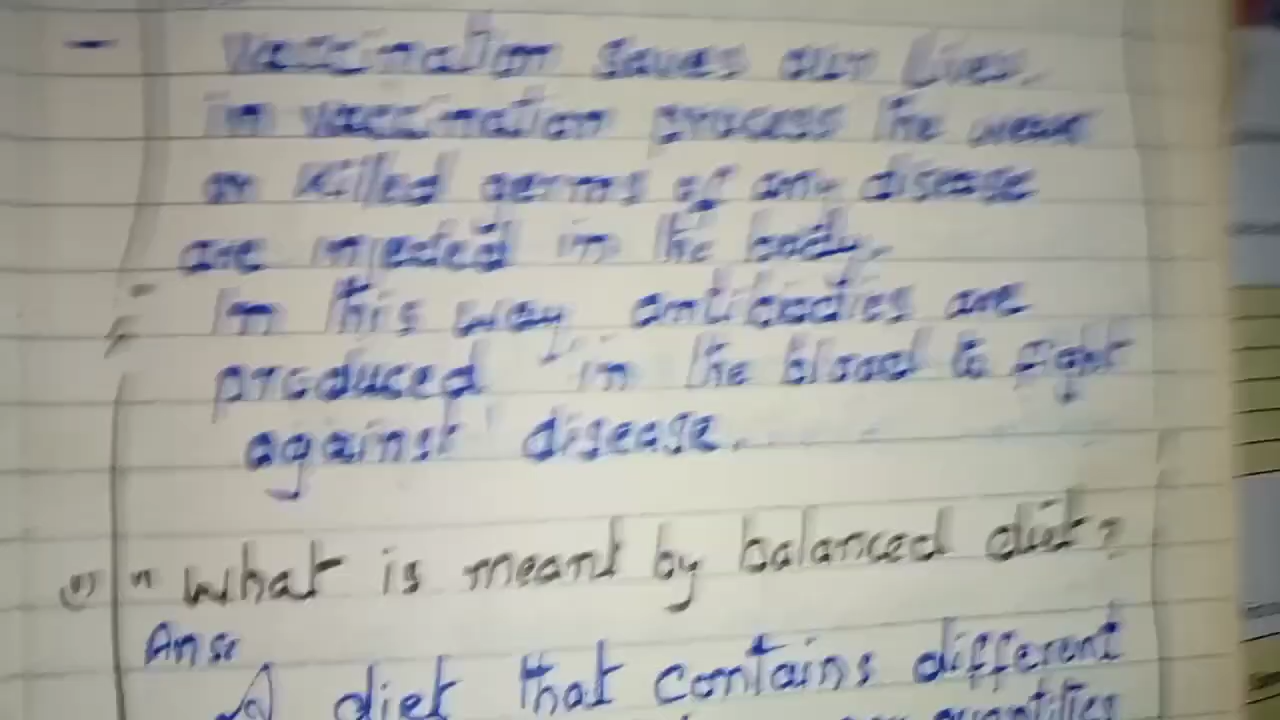 - Vaccination saves our lives.
In vaccination process the weak
or killed germs of any disease
are injected in the body.
In this way, antibodies are
produced in the blood to fight
against disease.
" What is meant by balanced diet?
Ans:
A diet that contains different
quantities